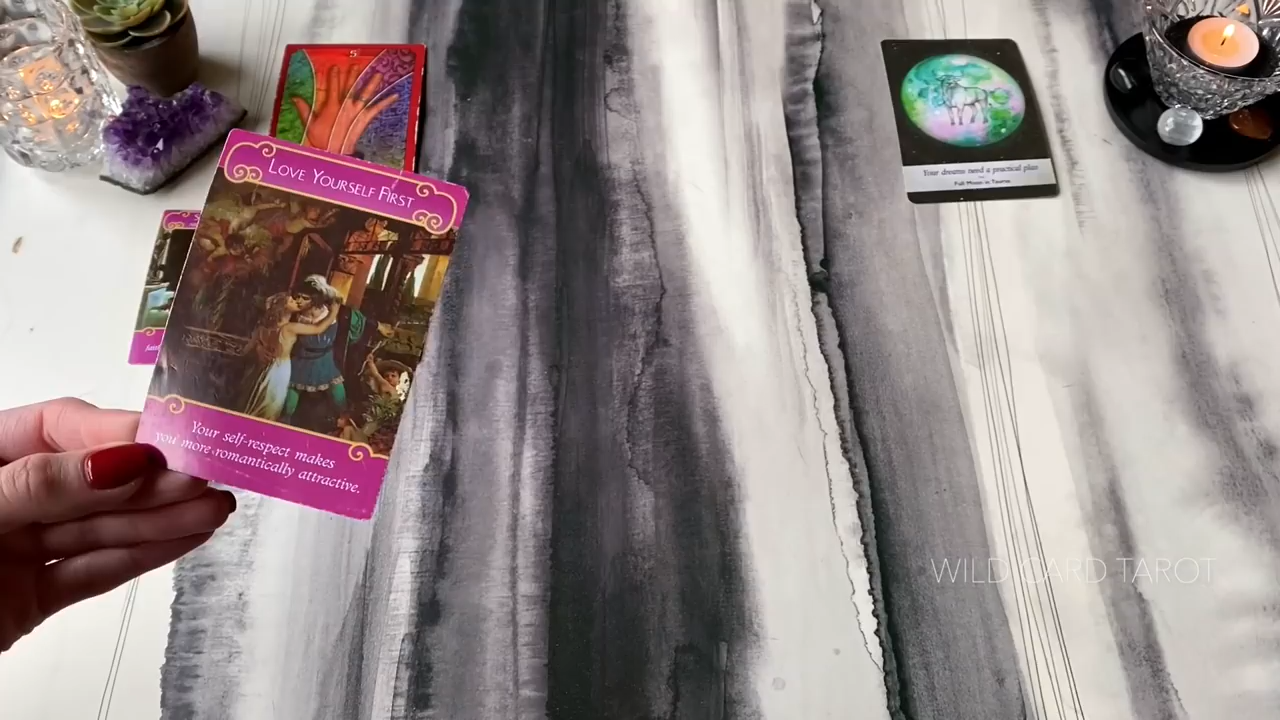 5
LOVE YOURSELF FIRST
Your self-respect makes
you more romantically attractive.
Your dreams need a practical plan
Full Moon in Taurus
WILD CARD TAROT